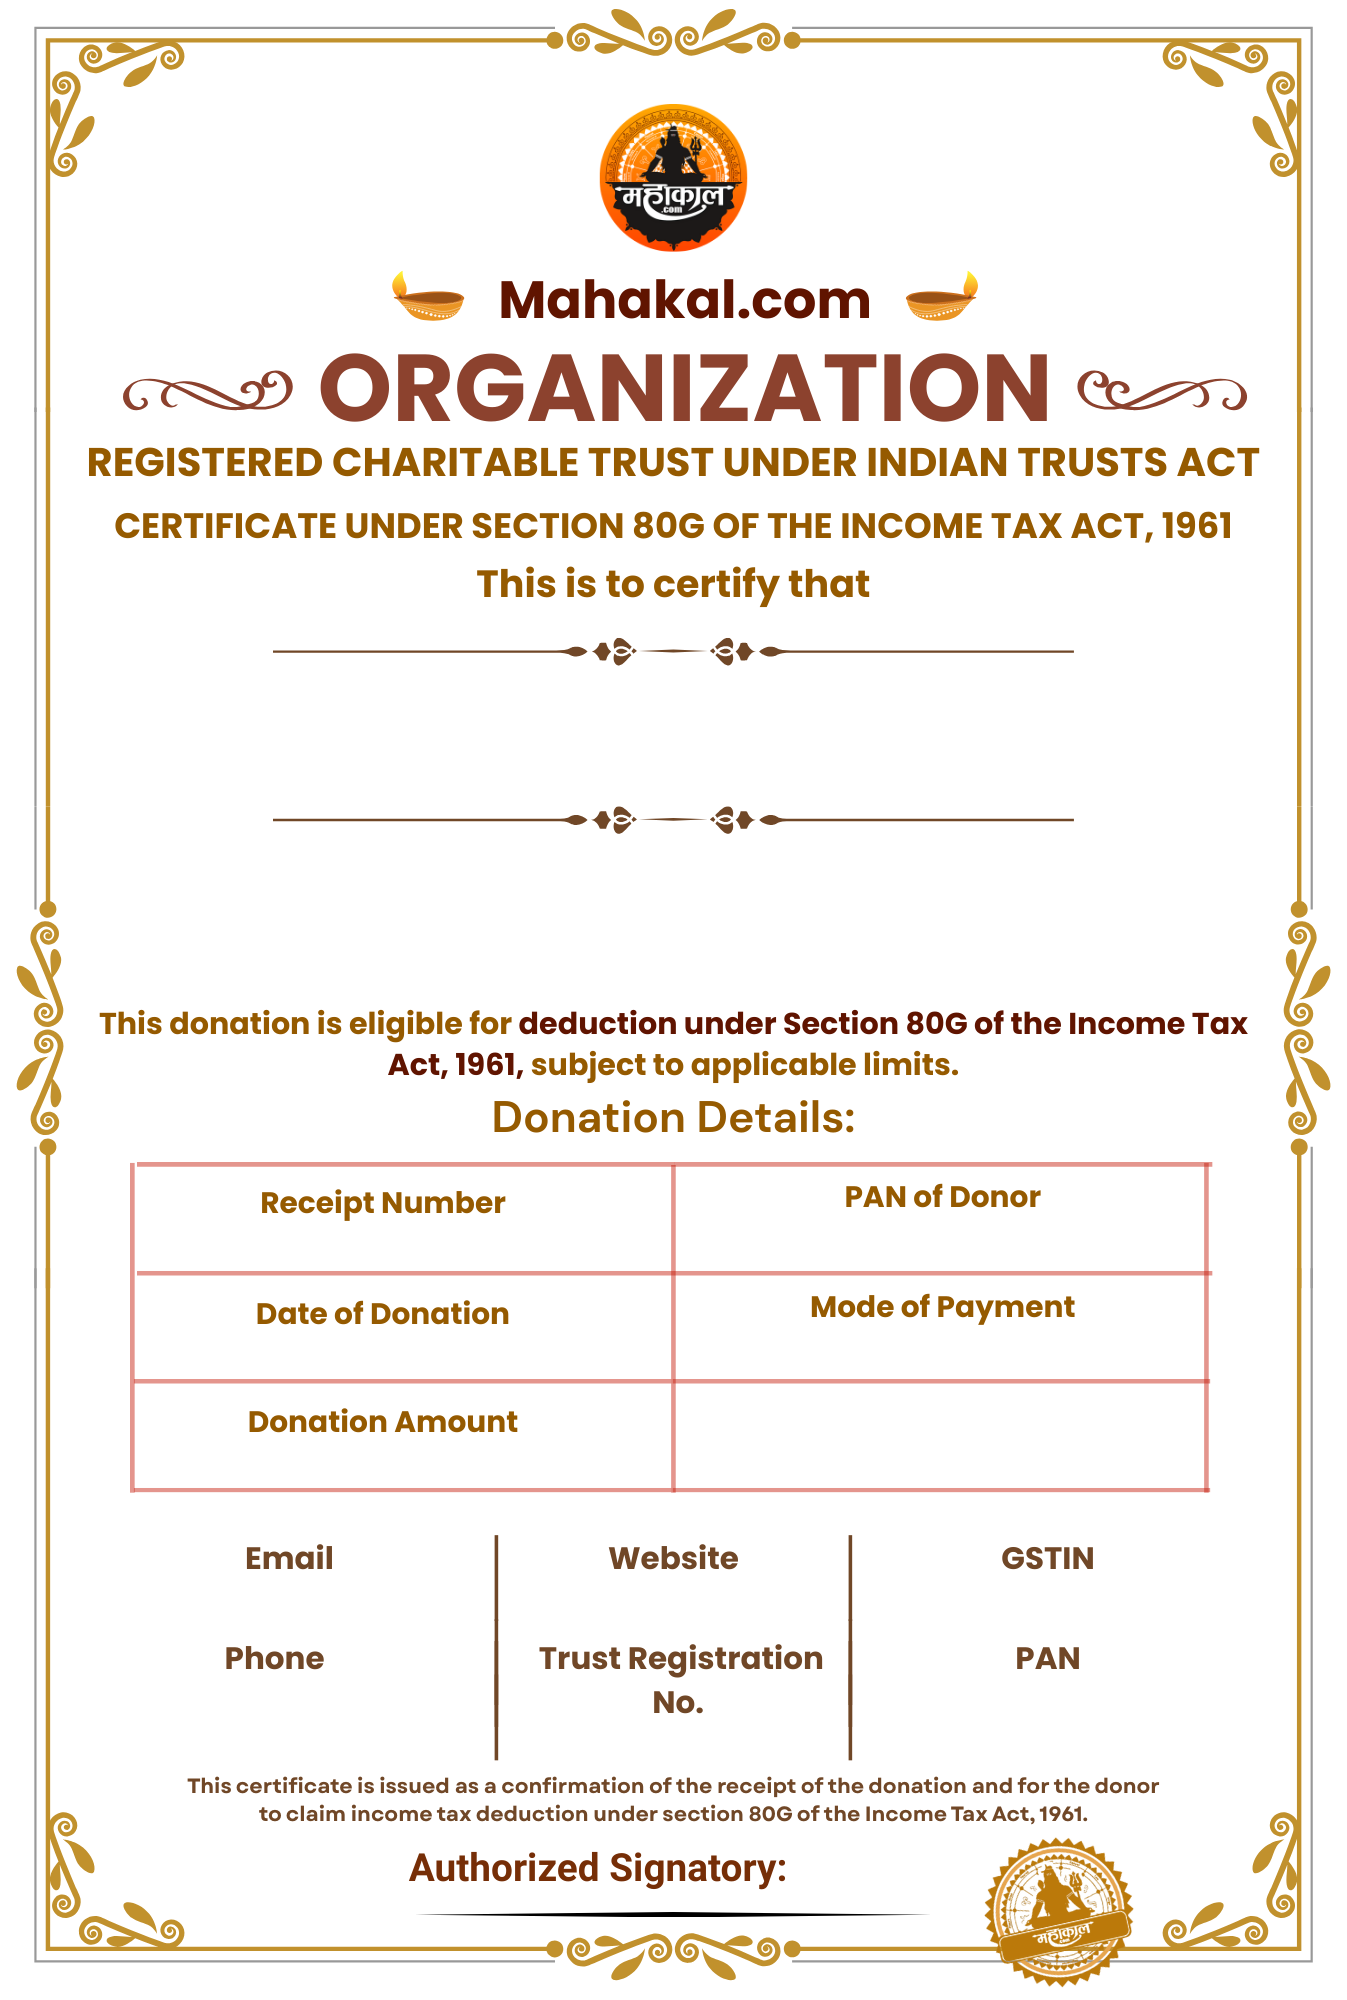 महाकाल
.com
Mahakal.com
ORGANIZATION
REGISTERED CHARITABLE TRUST UNDER INDIAN TRUSTS ACT
CERTIFICATE UNDER SECTION 80G OF THE INCOME TAX ACT, 1961
This is to certify that
This donation is eligible for deduction under Section 80G of the Income Tax
Act, 1961, subject to applicable limits.
Donation Details:
Receipt Number
PAN of Donor
Date of Donation
Mode of Payment
Donation Amount
Email
Website
GSTIN
Phone
Trust Registration
No.
PAN
This certificate is issued as a confirmation of the receipt of the donation and for the donor
to claim income tax deduction under section 80G of the Income Tax Act, 1961.
Authorized Signatory:
महाकाल